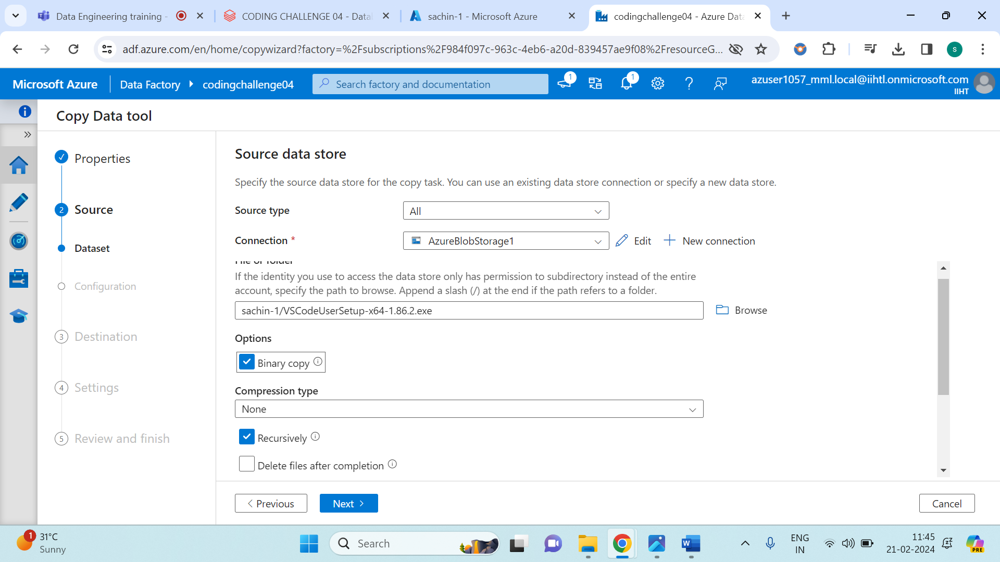 Data Engineering training -
CODING CHALLENGE 04 - Datal
sachin-1 - Microsoft Azure
codingchallenge04 - Azure Data
adf.azure.com/en/home/copywizard?factory=%2Fsubscriptions%2F984f097c-963c-4eb6-a20d-839457ae9f08%2FresourceG...
s
Microsoft Azure
Data Factory
codingchallenge04
Search factory and documentation
1
1
azuser1057_mml.local@iihtl.onmicrosoft.com
IIHT
Copy Data tool
Properties
2 Source
Dataset
Configuration
3 Destination
4 Settings
5 Review and finish
Source data store
Specify the source data store for the copy task. You can use an existing data store connection or specify a new data store.
Source type
All
Connection *
AzureBlobStorage1
Edit
New connection
File or folder
If the identity you use to access the data store only has permission to subdirectory instead of the entire
account, specify the path to browse. Append a slash (/) at the end if the path refers to a folder.
sachin-1/VSCodeUserSetup-x64-1.86.2.exe
Browse
Options
Binary copy
Compression type
None
Recursively
Delete files after completion
Previous
Next
Cancel
1
31°C
Sunny
Search
ENG
IN
11:45
21-02-2024
PRE